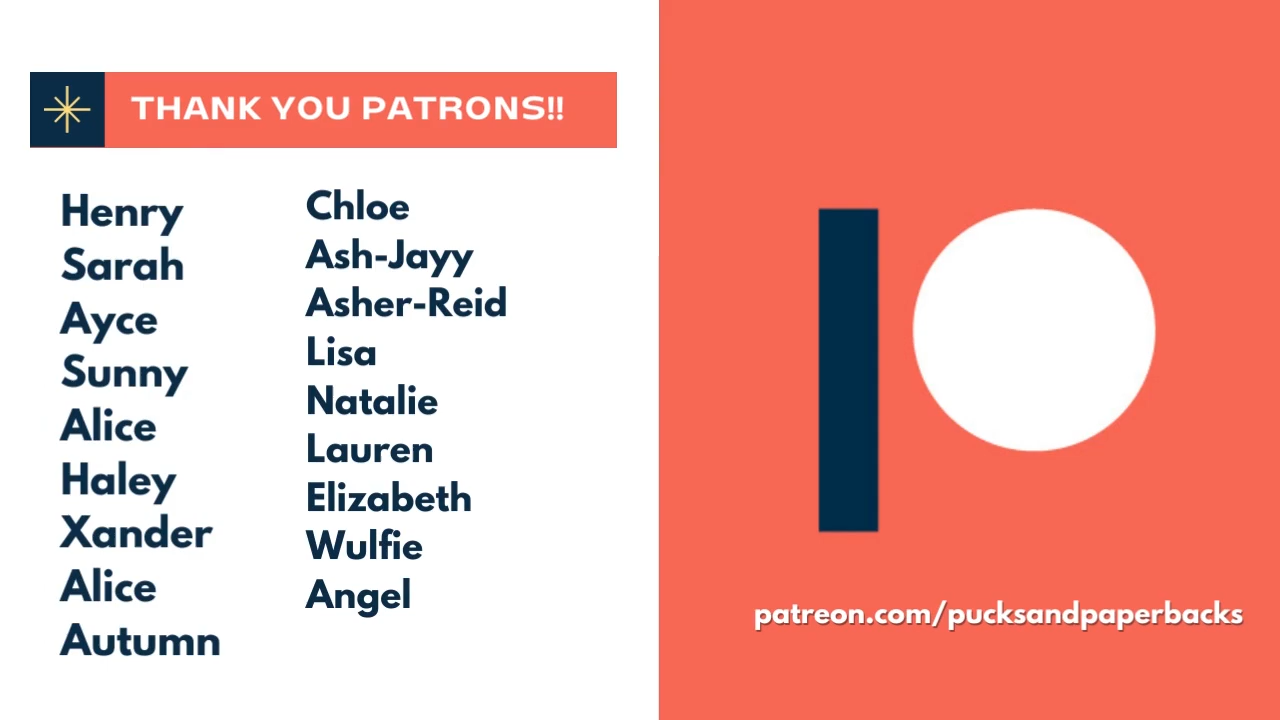 THANK YOU PATRONS!!
Henry
Sarah
Ayce
Sunny
Alice
Haley
Xander
Alice
Autumn
Chloe
Ash-Jayy
Asher-Reid
Lisa
Natalie
Lauren
Elizabeth
Wulfie
Angel
patreon.com/pucksandpaperbacks